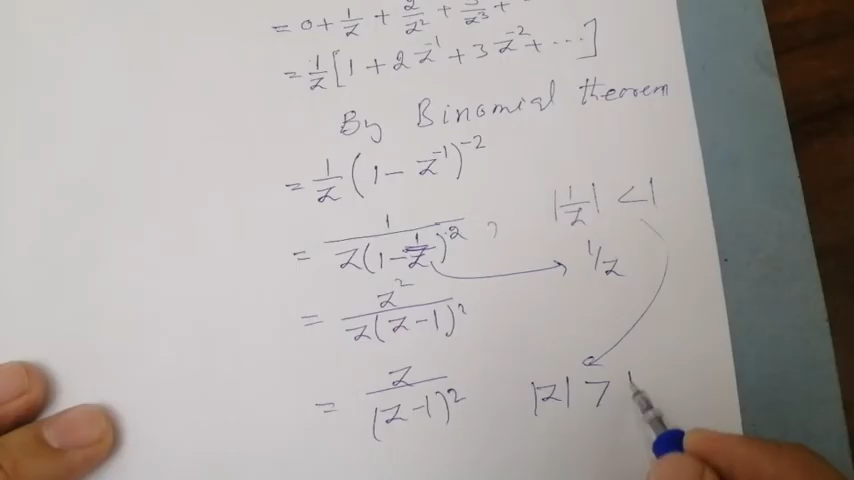 = 0 + 1/z + 2/z² + 3/z³ +
= 1/z [1 + 2z⁻¹ + 3z⁻² + ...]
By Binomial theorem
= 1/z (1 - z⁻¹)⁻²
= 1/z(1 - 1/z)², |1/z| < 1
1/z
= z²/z(z-1)²
= z/(z-1)² |z| > 1